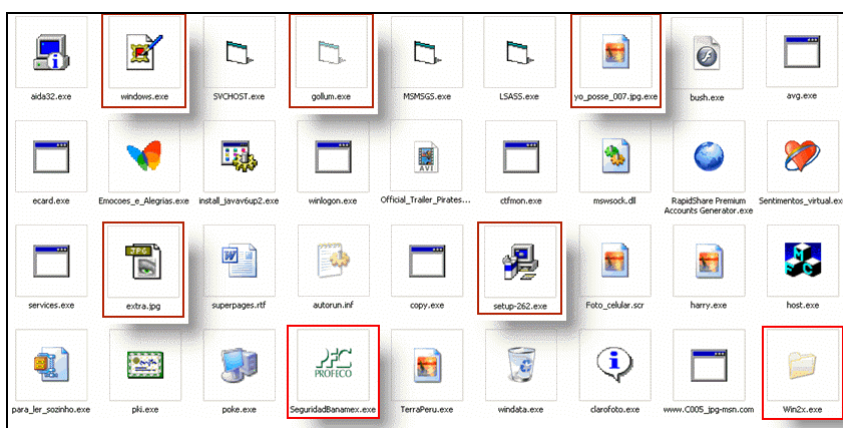 aida32.exe
windows.exe
SVCHOST.exe
gollum.exe
MSMSGS.exe
LSASS.exe
yo_posse_007.jpg.exe
bush.exe
avg.exe
ecard.exe
Emocoes_e_Alegrias.exe
install_javav6up2.exe
winlogon.exe
AVI
Official_Trailer_Pirates...
ctfmon.exe
mswsock.dll
RapidShare Premium
Accounts Generator.exe
Sentimentos_virtual.ex
services.exe
JPG
extra.jpg
W
superpages.rtf
autorun.inf
copy.exe
setup-262.exe
Foto_celular.scr
harry.exe
M
F
C
host.exe
para_ler_sozinho.exe
pki.exe
poke.exe
PFC
PROFECO
SeguridadBanamex.exe
TerraPeru.exe
windata.exe
clarofoto.exe
www.C005_jpg-msn.com
Win2x.exe